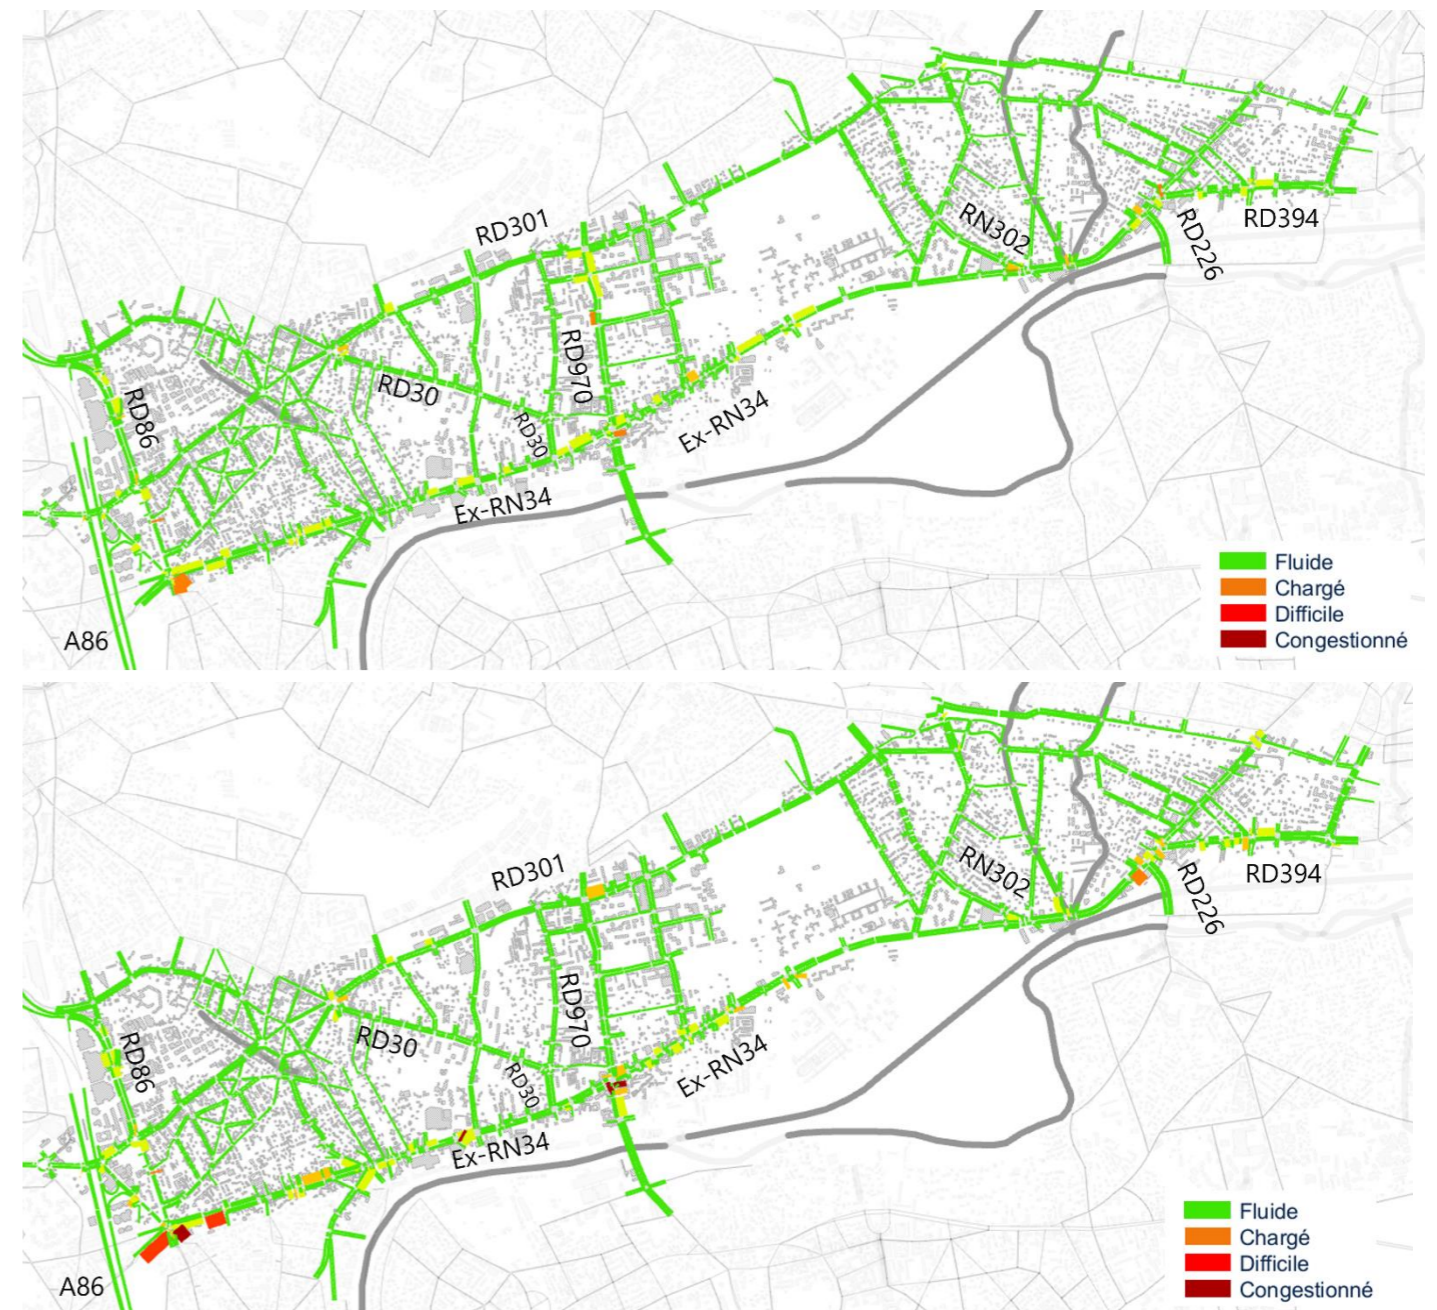 RD301
RN302
RD394
RD226
RD970
RD30
RD86
RD30
Ex-RN34
Ex-RN34
A86
Fluide
Chargé
Difficile
Congestionné
RD301
RN302
RD394
RD226
RD970
RD30
RD86
RD30
Ex-RN34
Ex-RN34
A86
Fluide
Chargé
Difficile
Congestionné